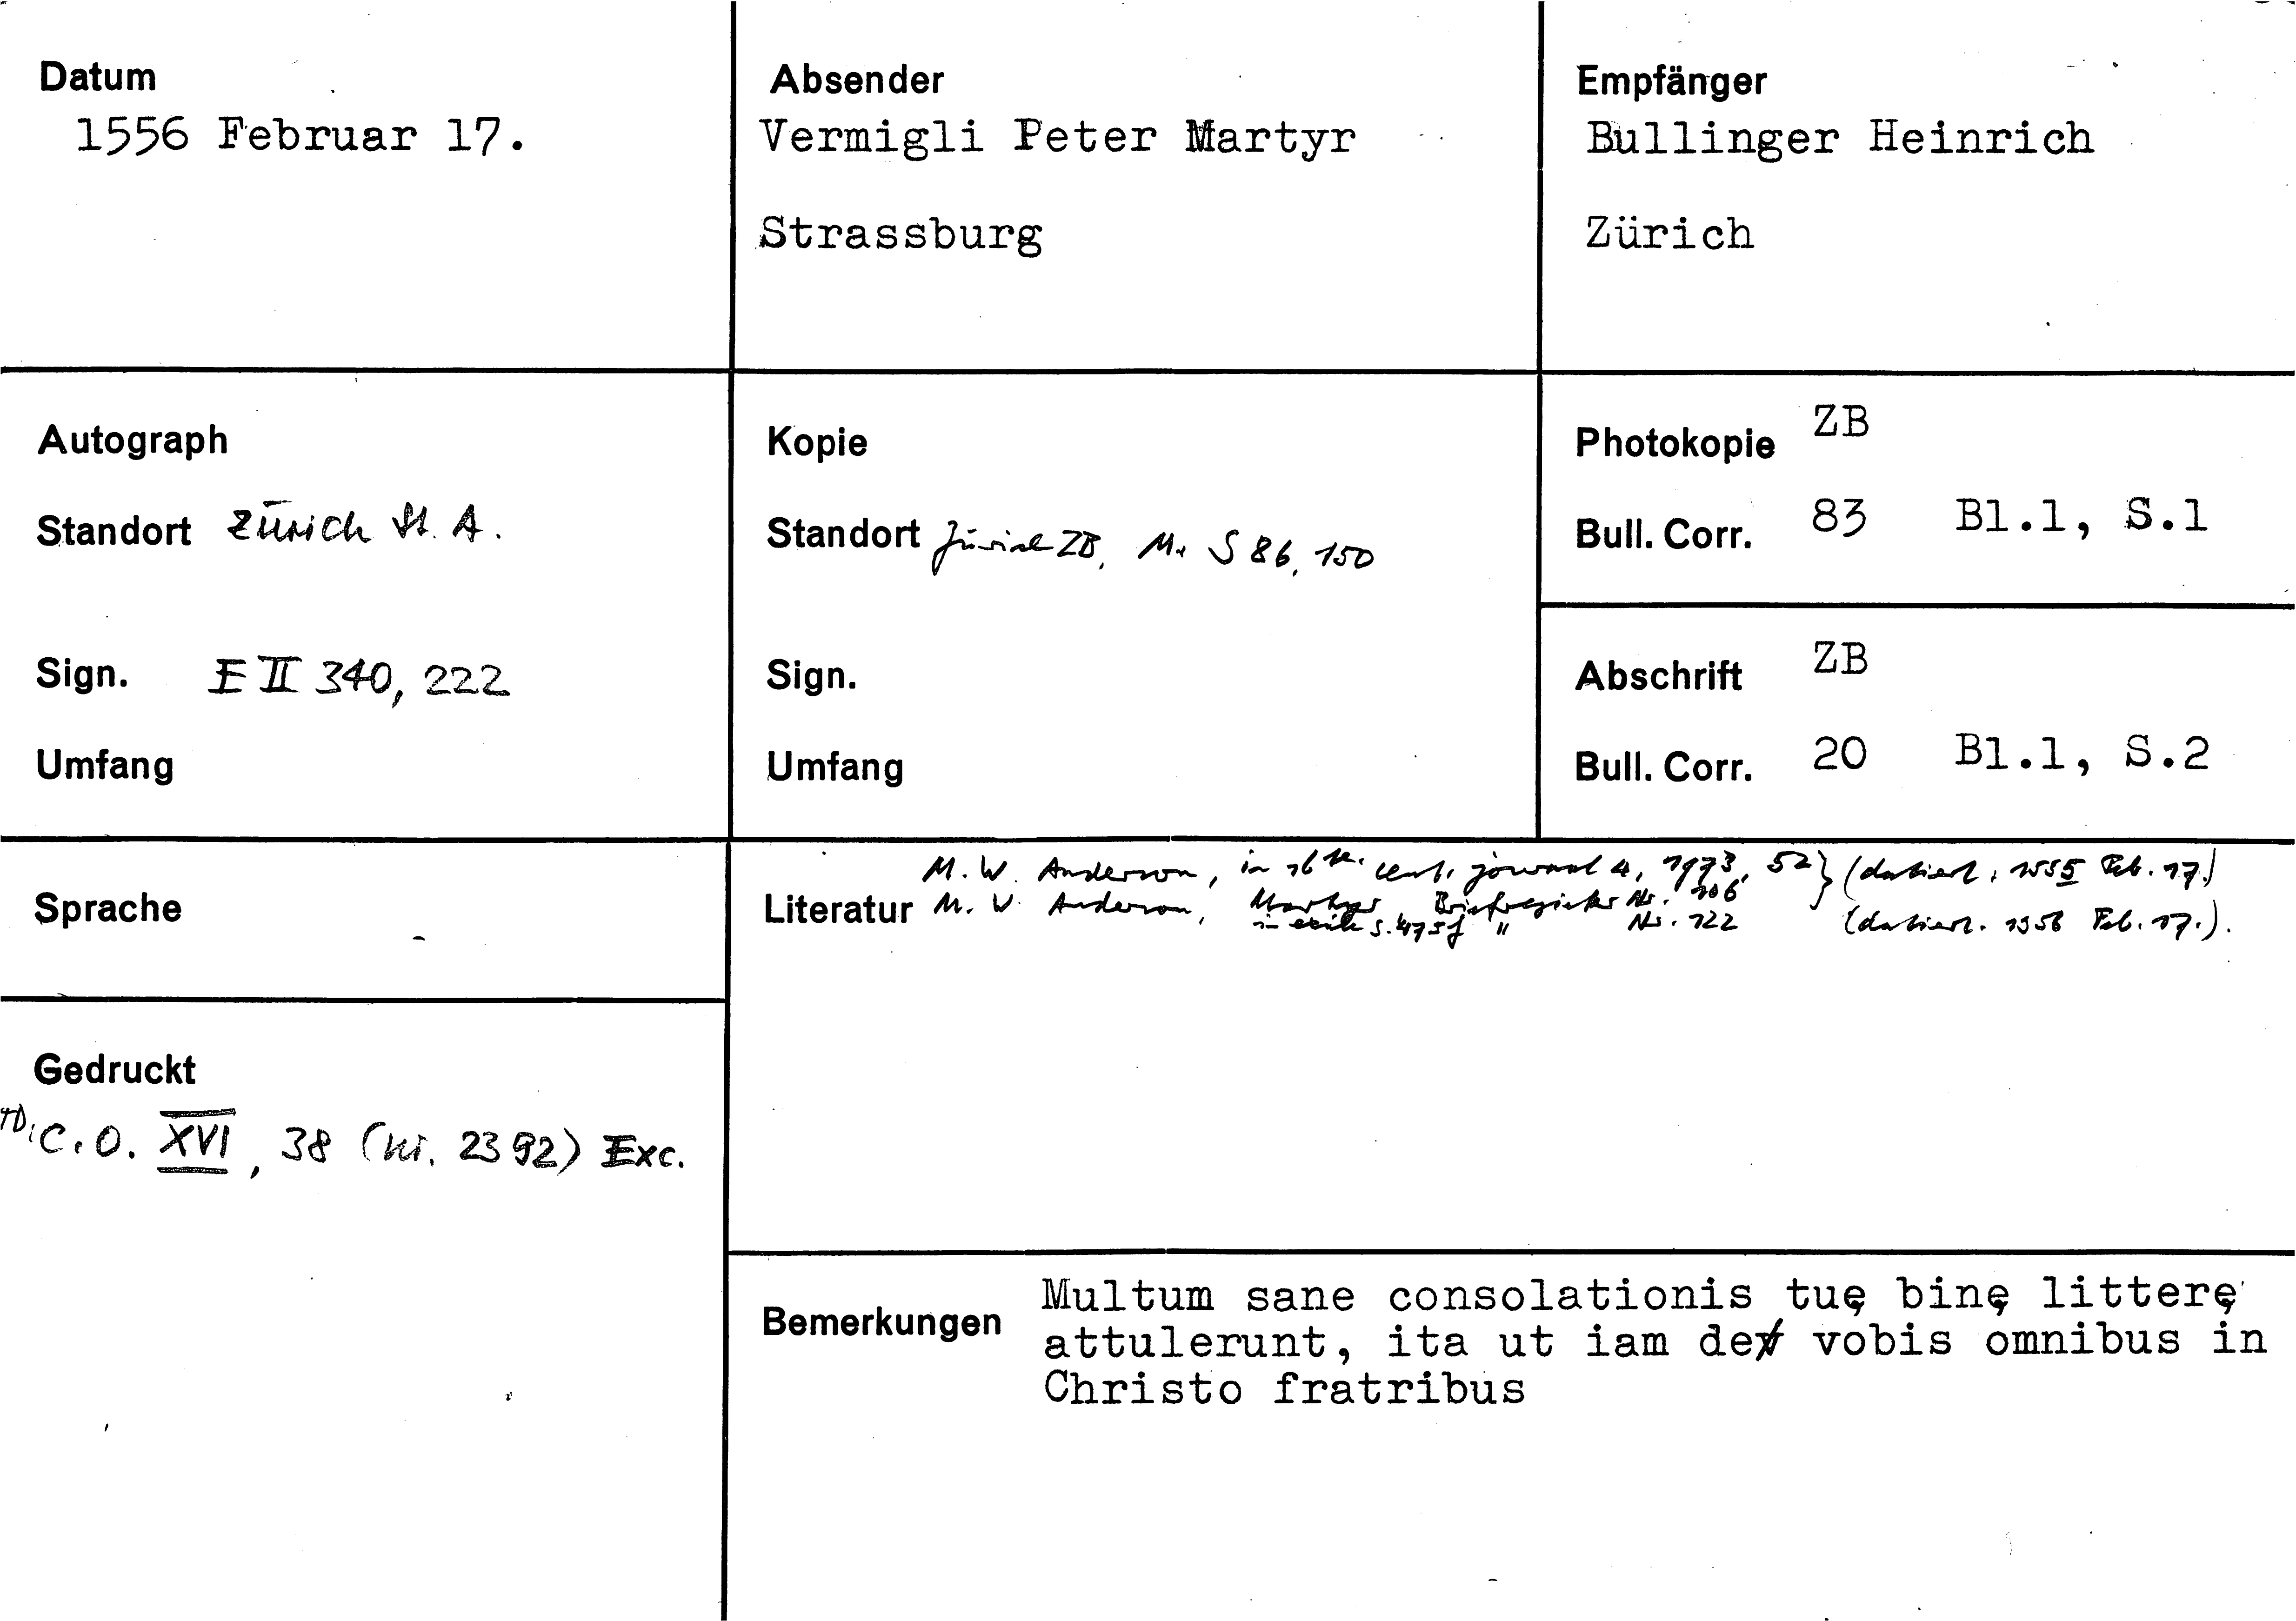 Datum
1556 Februar 17.
Absender
Vermigli Peter Martyr
Strassburg
Empfänger
Bullinger Heinrich
Zürich
Autograph
Standort Zürich St. A.
Sign. E II 340, 222
Umfang
Kopie
Standort Zürich ZB, Ms S 86, 150
Sign.
Umfang
Photokopie ZB
Bull. Corr. 83 Bl.1, S.1
Abschrift ZB
Bull. Corr. 20 Bl.1, S.2
Sprache
Gedruckt
TD: C.O. XVI, 38 (Nr. 2392) Exc.
M. W. Anderson, in 16th cent. journal 4, 1973, 52 } (datiert: 1555 Feb. 17.)
Literatur M. W. Anderson, Martyr Briefregister Nr. 106
in exile S. 475f " Nr. 122 (datiert. 1556 Feb. 17.).
Bemerkungen
Multum sane consolationis tuę binę litterę
attulerunt, ita ut iam de vobis omnibus in
Christo fratribus